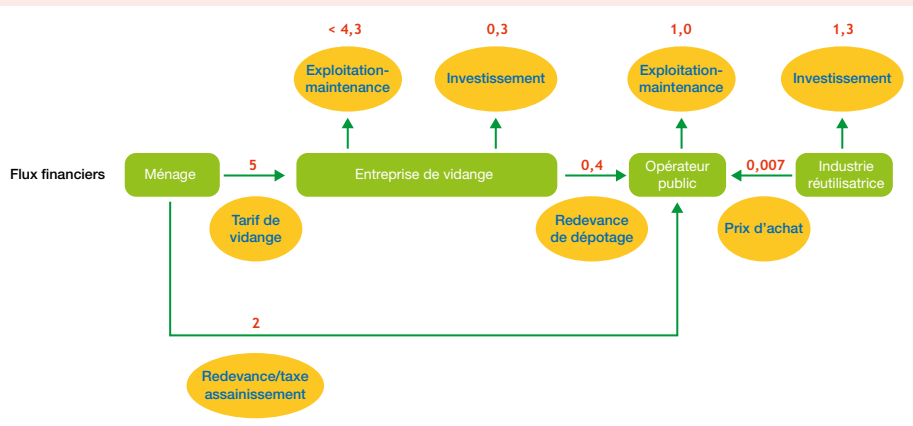 < 4,3
0,3
1,0
1,3
Exploitation-
maintenance
Investissement
Exploitation-
maintenance
Investissement
Flux financiers
Ménage
5
Entreprise de vidange
0,4
Opérateur
public
0,007
Industrie
réutilisatrice
Tarif de
vidange
Redevance
de dépotage
Prix d'achat
2
Redevance/taxe
assainissement